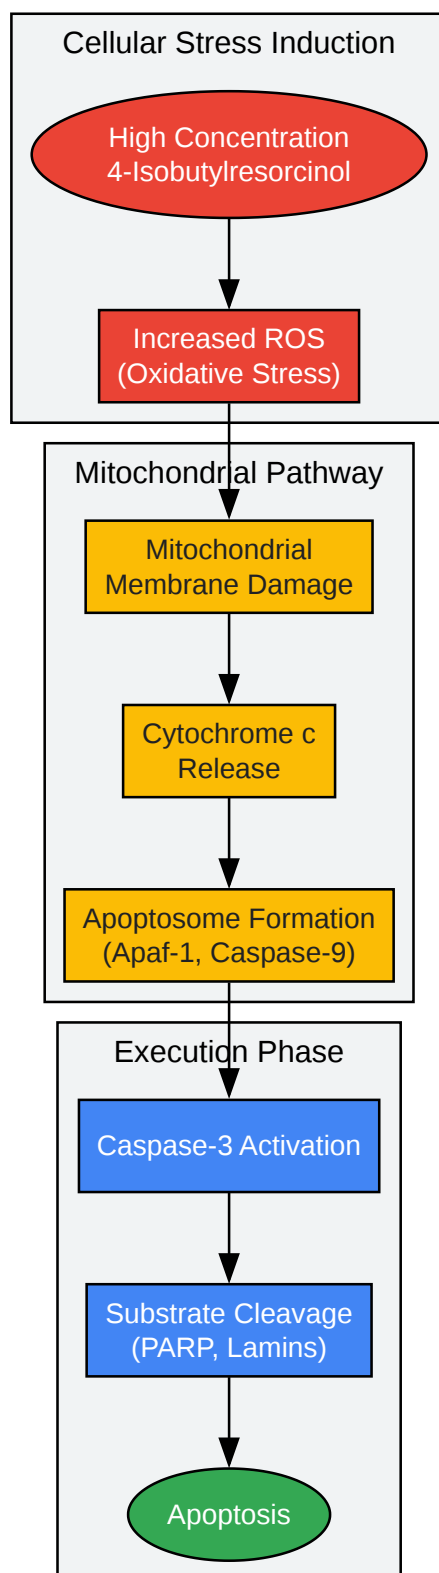 Cellular Stress Induction
High Concentration
4-Isobutylresorcinol
Increased ROS
(Oxidative Stress)
Mitochondrial Pathway
Mitochondrial
Membrane Damage
Cytochrome c
Release
Apoptosome Formation
(Apaf-1, Caspase-9)
Execution Phase
Caspase-3 Activation
Substrate Cleavage
(PARP, Lamins)
Apoptosis